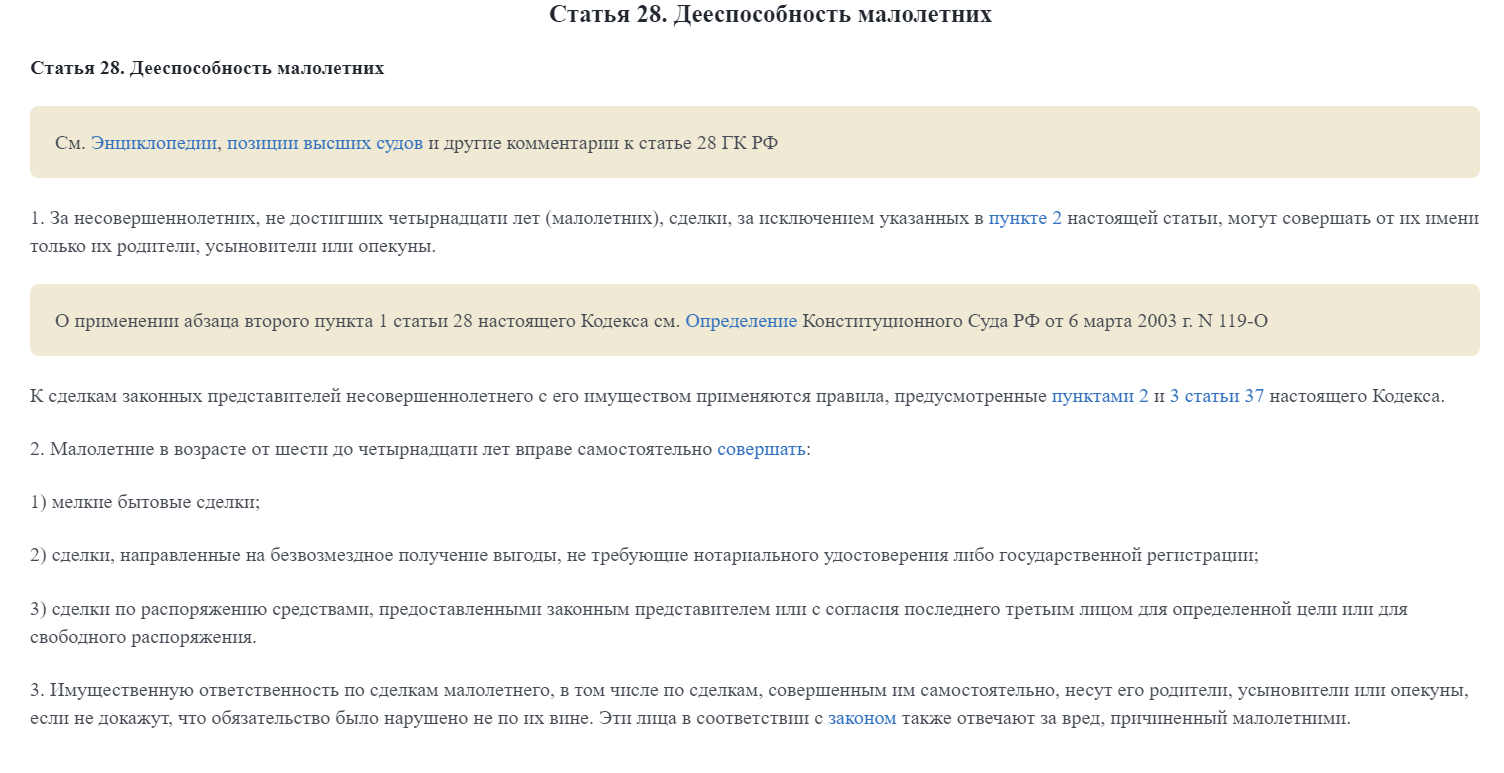 Статья 28. Дееспособность малолетних
Статья 28. Дееспособность малолетних
См. Энциклопедии, позиции высших судов и другие комментарии к статье 28 ГК РФ
1. За несовершеннолетних, не достигших четырнадцати лет (малолетних), сделки, за исключением указанных в пункте 2 настоящей статьи, могут совершать от их имени
только их родители, усыновители или опекуны.
О применении абзаца второго пункта 1 статьи 28 настоящего Кодекса см. Определение Конституционного Суда РФ от 6 марта 2003 г. N 119-О
К сделкам законных представителей несовершеннолетнего с его имуществом применяются правила, предусмотренные пунктами 2 и 3 статьи 37 настоящего Кодекса.
2. Малолетние в возрасте от шести до четырнадцати лет вправе самостоятельно совершать:
1) мелкие бытовые сделки;
2) сделки, направленные на безвозмездное получение выгоды, не требующие нотариального удостоверения либо государственной регистрации;
3) сделки по распоряжению средствами, предоставленными законным представителем или с согласия последнего третьим лицом для определенной цели или для
свободного распоряжения.
3. Имущественную ответственность по сделкам малолетнего, в том числе по сделкам, совершенным им самостоятельно, несут его родители, усыновители или опекуны,
если не докажут, что обязательство было нарушено не по их вине. Эти лица в соответствии с законом также отвечают за вред, причиненный малолетними.